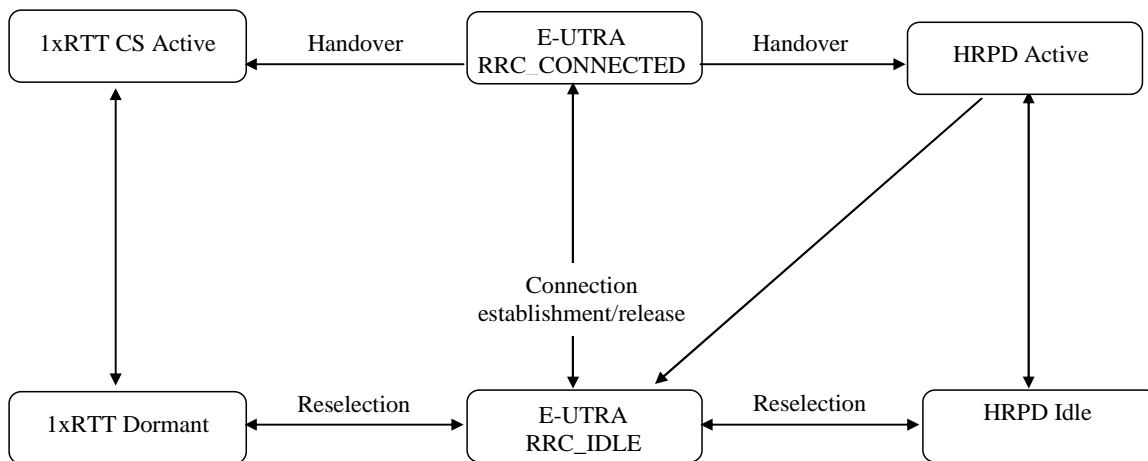 1xRTT CS Active
Handover
E-UTRA
RRC_CONNECTED
Handover
HRPD Active
Connection
establishment/release
1xRTT Dormant
Reselection
E-UTRA
RRC_IDLE
Reselection
HRPD Idle